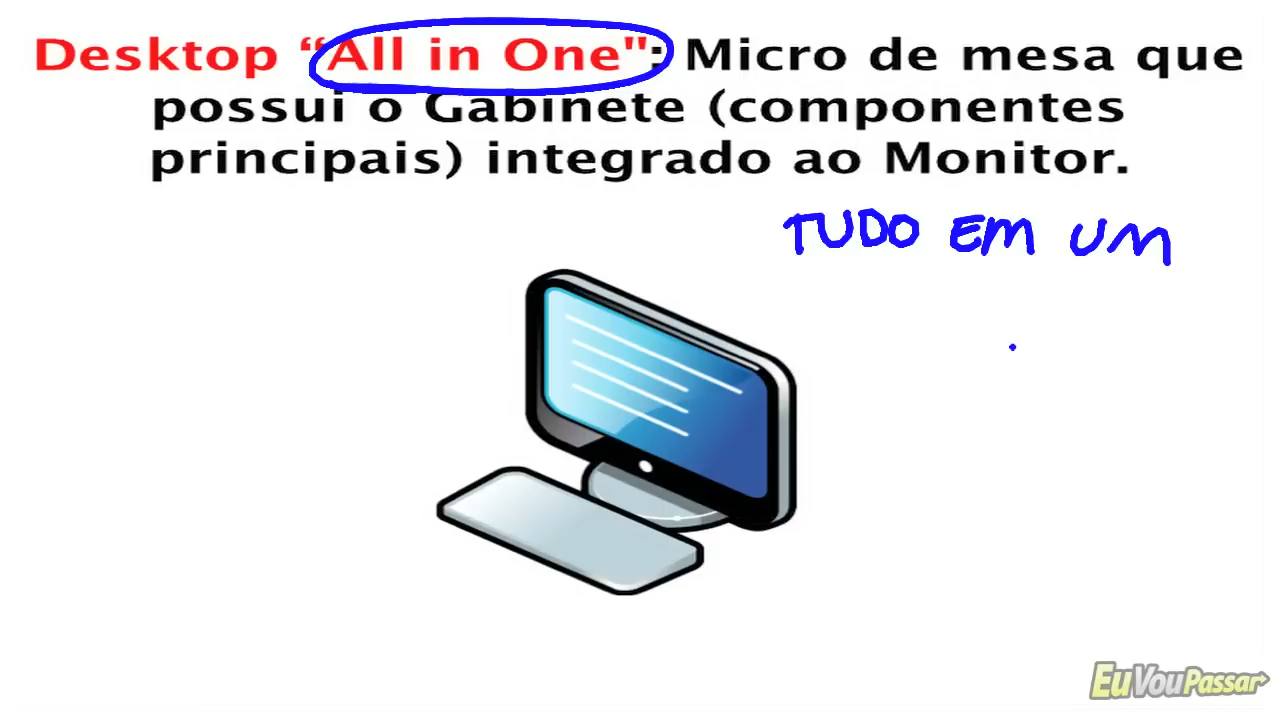 Desktop “All in One": Micro de mesa que
possui o Gabinete (componentes
principais) integrado ao Monitor.
TUDO EM UM
EuVouPassar